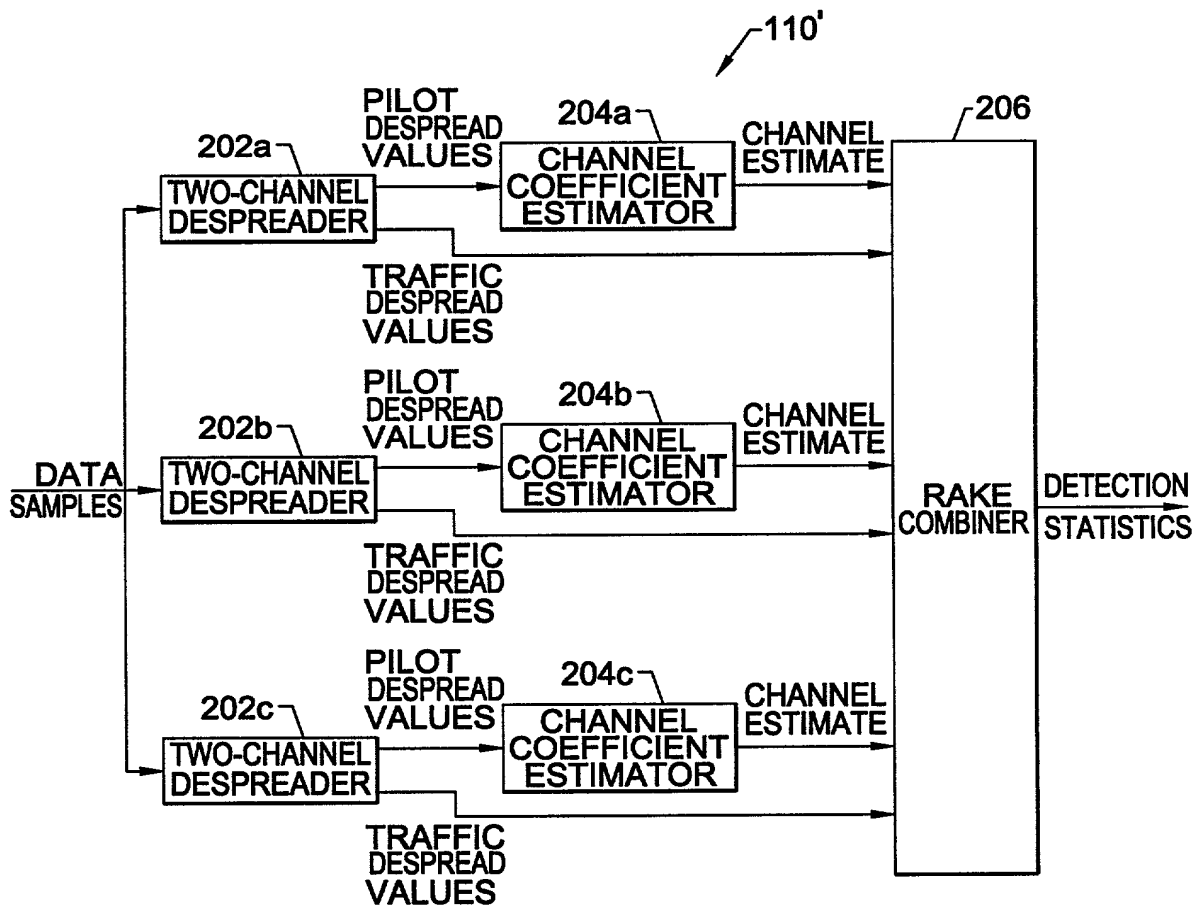 110'
PILOT
DESPREAD
VALUES
204a
CHANNEL
ESTIMATE
206
202a
CHANNEL
COEFFICIENT
ESTIMATOR
TWO-CHANNEL
DESPREADER
TRAFFIC
DESPREAD
VALUES
PILOT
DESPREAD
VALUES
204b
CHANNEL
ESTIMATE
202b
CHANNEL
COEFFICIENT
ESTIMATOR
DATA
SAMPLES
TWO-CHANNEL
DESPREADER
RAKE
COMBINER
DETECTION
STATISTICS
TRAFFIC
DESPREAD
VALUES
PILOT
DESPREAD
VALUES
204c
CHANNEL
ESTIMATE
202c
CHANNEL
COEFFICIENT
ESTIMATOR
TWO-CHANNEL
DESPREADER
TRAFFIC
DESPREAD
VALUES